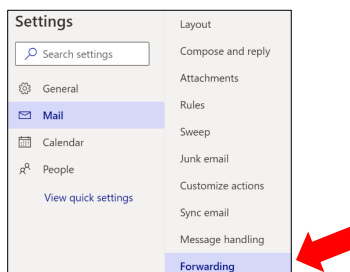 Settings
Search settings
General
Mail
Calendar
People
View quick settings
Layout
Compose and reply
Attachments
Rules
Sweep
Junk email
Customize actions
Sync email
Message handling
Forwarding